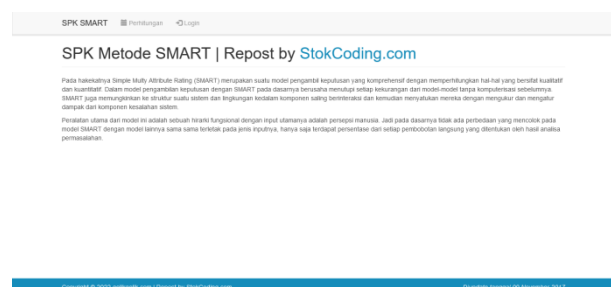 SPK SMART Perhitungan Login
SPK Metode SMART | Repost by StokCoding.com
Pada hakekatnya Simple Multy Attribute Rating (SMART) merupakan suatu model pengambil keputusan yang komprehensif dengan memperhitungkan hal-hal yang bersifat kualitatif
dan kuantitatif. Dalam model pengambilan keputusan dengan SMART pada dasarnya berusaha menutupi setiap kekurangan dari model-model tanpa komputerisasi sebelumnya.
SMART juga memungkinkan ke struktur suatu sistem dan lingkungan kedalam komponen saling berinteraksi dan kemudian menyatukan mereka dengan mengukur dan mengatur
dampak dari komponen kesalahan sistem.
Peralatan utama dari model ini adalah sebuah hirarki fungsional dengan input utamanya adalah persepsi manusia. Jadi pada dasarnya tidak ada perbedaan yang mencolok pada
model SMART dengan model lainnya sama sama terletak pada jenis inputnya, hanya saja terdapat persentase dari setiap pembobotan langsung yang ditentukan oleh hasil analisa
permasalahan.